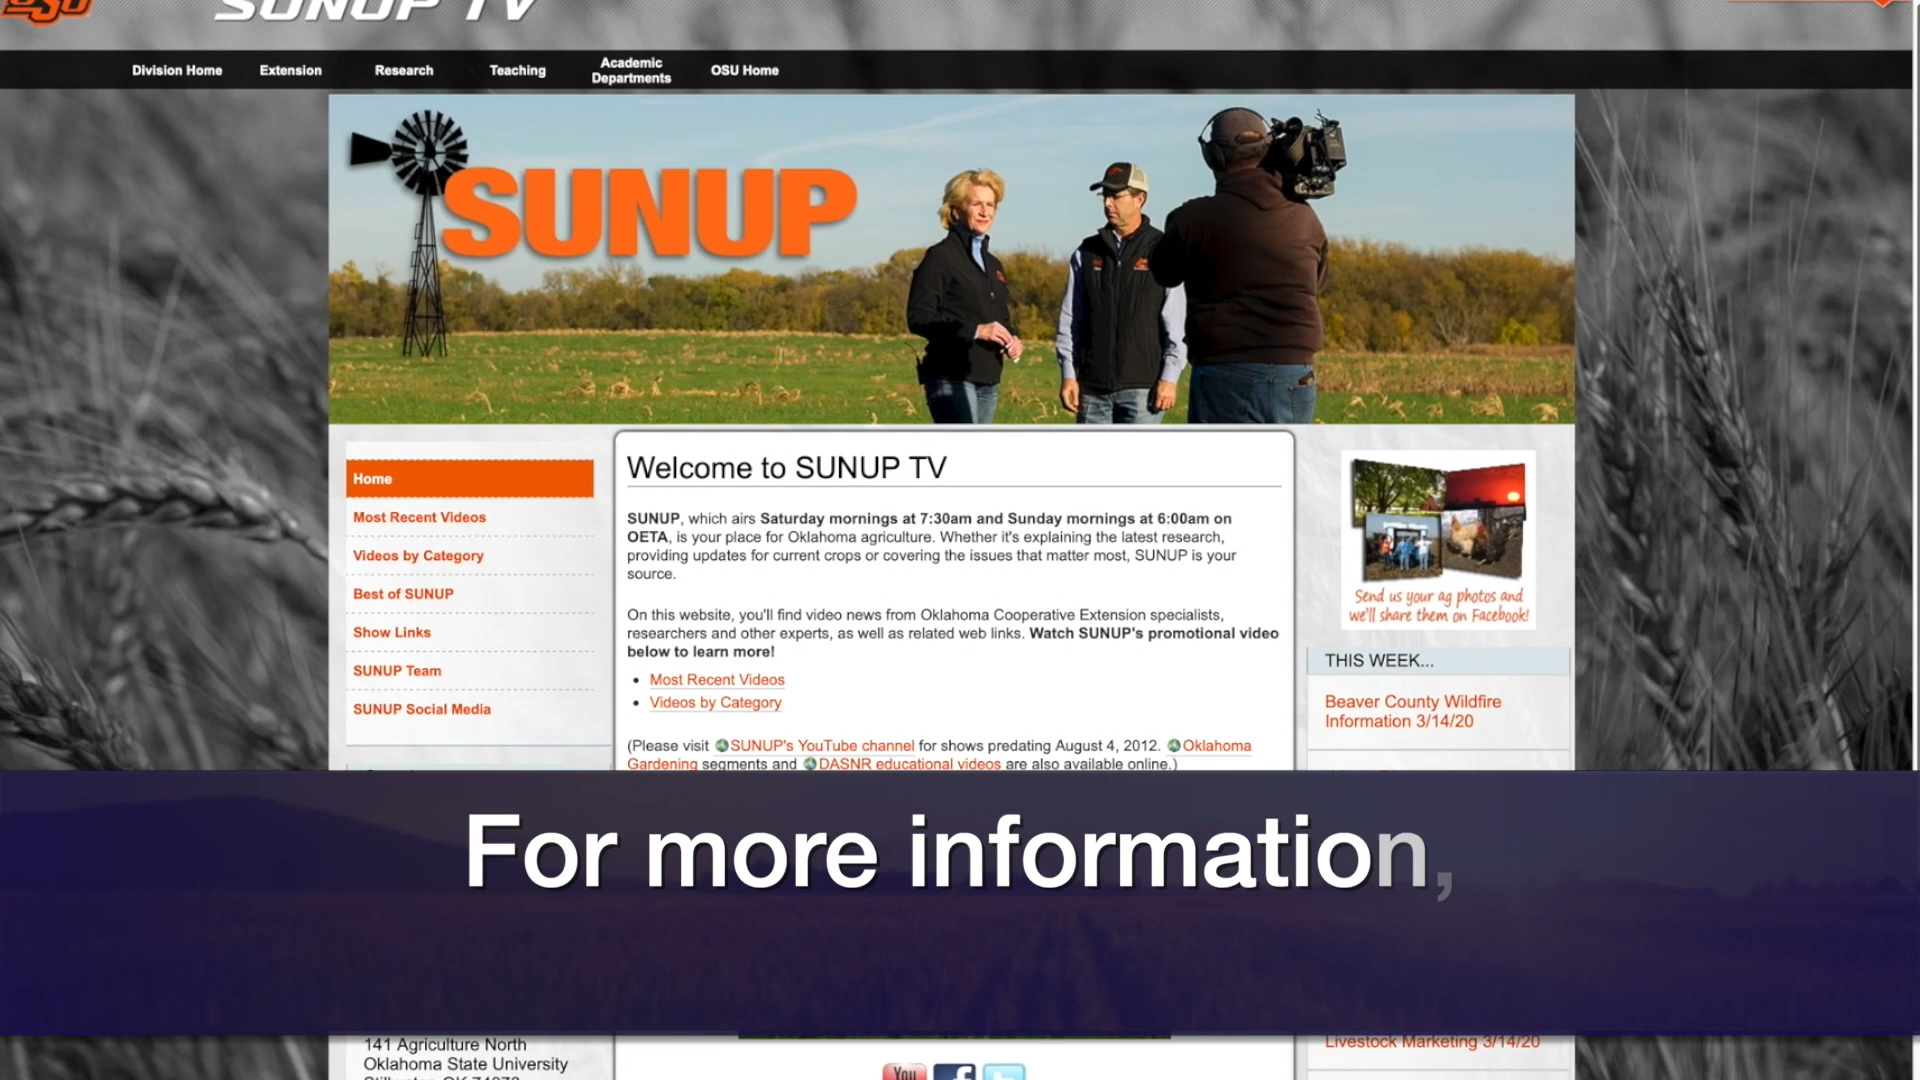 OSU
SUNUP TV
Division Home
Extension
Research
Teaching
Academic
Departments
OSU Home
SUNUP
Home
Most Recent Videos
Videos by Category
Best of SUNUP
Show Links
SUNUP Team
SUNUP Social Media
Welcome to SUNUP TV
SUNUP, which airs Saturday mornings at 7:30am and Sunday mornings at 6:00am on
OETA, is your place for Oklahoma agriculture. Whether it's explaining the latest research,
providing updates for current crops or covering the issues that matter most, SUNUP is your
source.
On this website, you'll find video news from Oklahoma Cooperative Extension specialists,
researchers and other experts, as well as related web links. Watch SUNUP's promotional video
below to learn more!
• Most Recent Videos
• Videos by Category
(Please visit SUNUP's YouTube channel for shows predating August 4, 2012. Oklahoma
Gardening segments and DASNR educational videos are also available online.)
Send us your ag photos and
we'll share them on Facebook!
THIS WEEK...
Beaver County Wildfire
Information 3/14/20
For more information,
141 Agriculture North
Oklahoma State University
Livestock Marketing 3/14/20
You